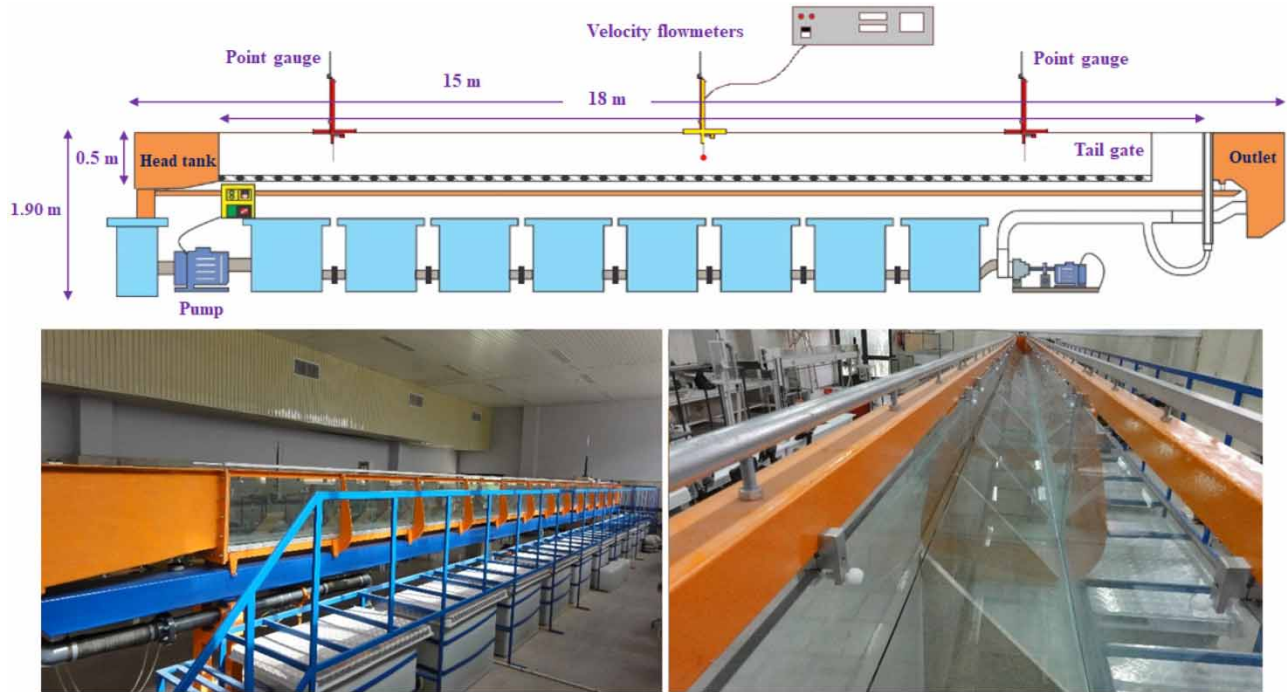 Velocity flowmeters
Point gauge
Point gauge
15 m
18 m
0.5 m
Head tank
Tail gate
Outlet
1.90 m
Pump